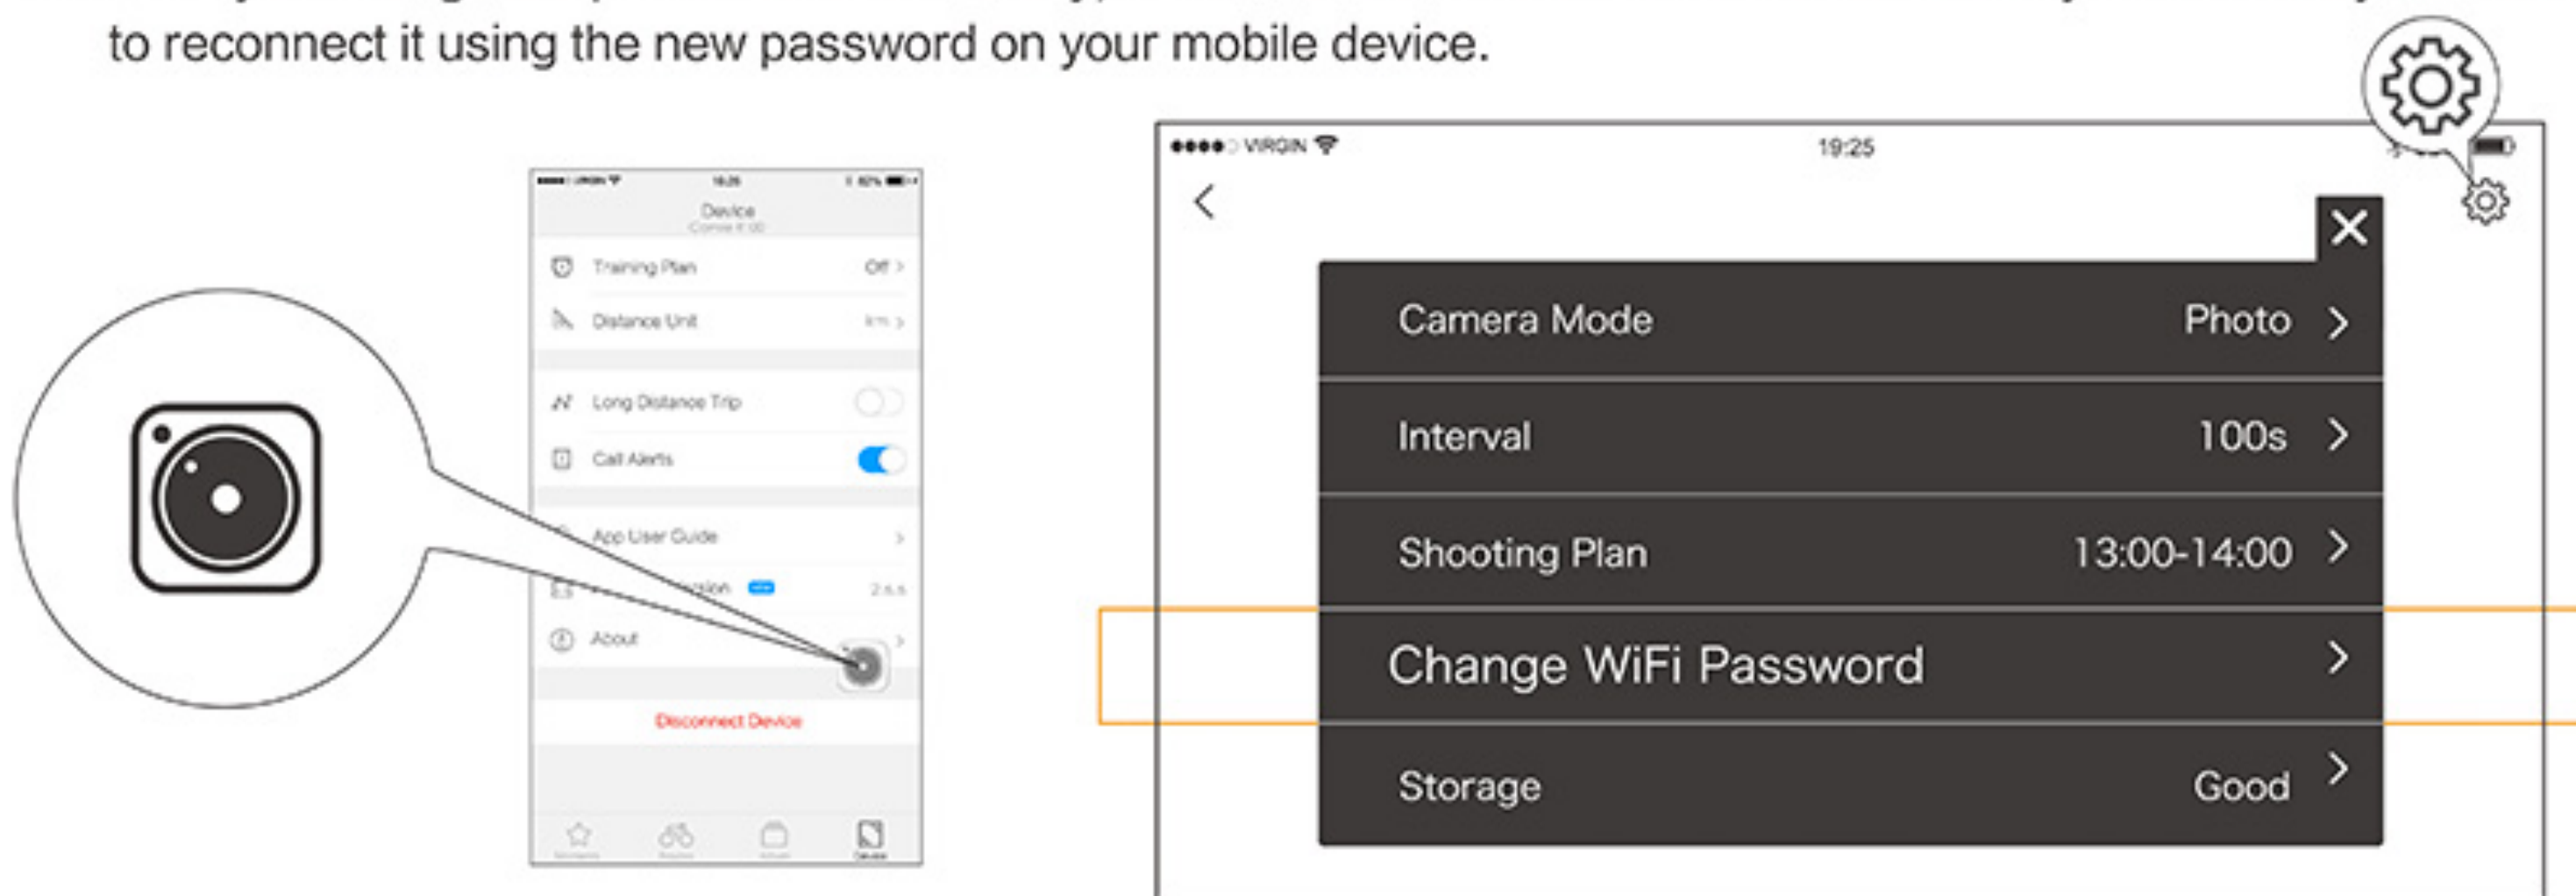 to reconnect it using the new password on your mobile device.
Device
Training Plan Off
Distance Unit km
Long Distance Trip
Call Alerts
App User Guide
About
Disconnect Device
Device
VIRGIN 19:25
Camera Mode Photo
Interval 100s
Shooting Plan 13:00-14:00
Change WiFi Password
Storage Good